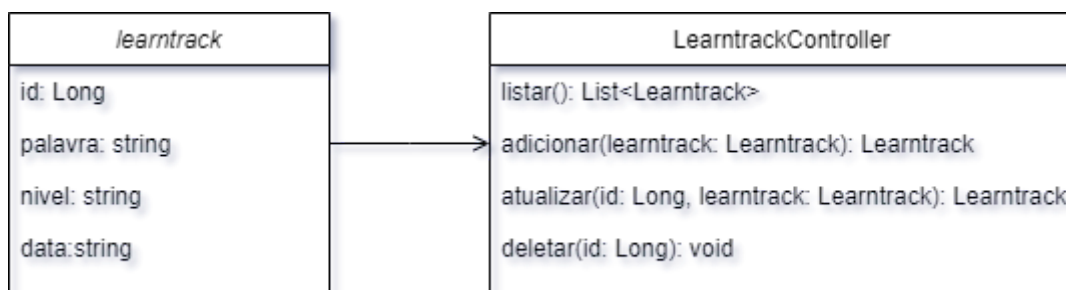 learntrack
id: Long
palavra: string
nivel: string
data:string
LearntrackController
listar(): List<Learntrack>
adicionar(learntrack: Learntrack): Learntrack
atualizar(id: Long, learntrack: Learntrack): Learntrack
deletar(id: Long): void